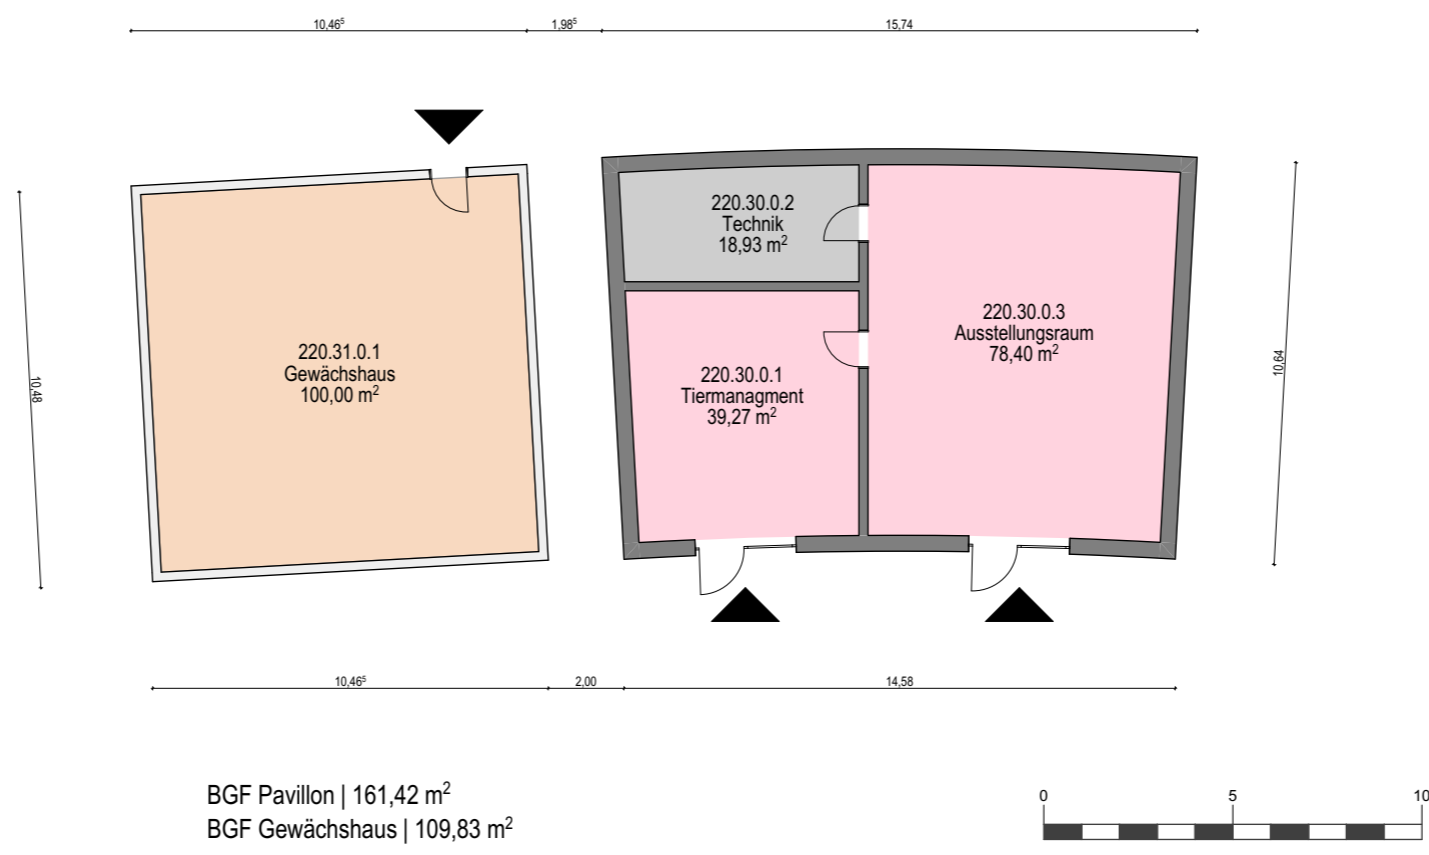 10,46⁵
1,98⁵
15,74
220.30.0.2
Technik
18,93 m²
220.30.0.3
Ausstellungsraum
78,40 m²
220.31.0.1
Gewächshaus
100,00 m²
220.30.0.1
Tiermanagment
39,27 m²
10,48
10,64
10,46⁵
2,00
14,58
BGF Pavillon | 161,42 m²
BGF Gewächshaus | 109,83 m²
0
5
10